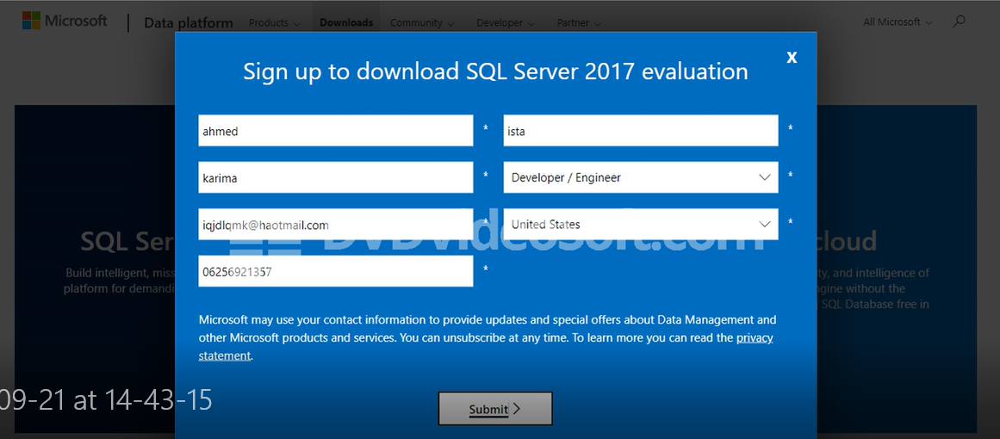 Microsoft | Data platform Products Downloads Community Developer Partner All Microsoft
X
Sign up to download SQL Server 2017 evaluation
ahmed * ista *
karima * Developer / Engineer *
iqjdlqmk@haotmail.com * United States *
DVDVideoSoft.com
SQL Ser cloud
06256921357 *
Build intelligent, miss ty, and intelligence of
platform for demandi ngine without the
SQL Database free in
Microsoft may use your contact information to provide updates and special offers about Data Management and
other Microsoft products and services. You can unsubscribe at any time. To learn more you can read the privacy
statement.
09-21 at 14-43-15
Submit